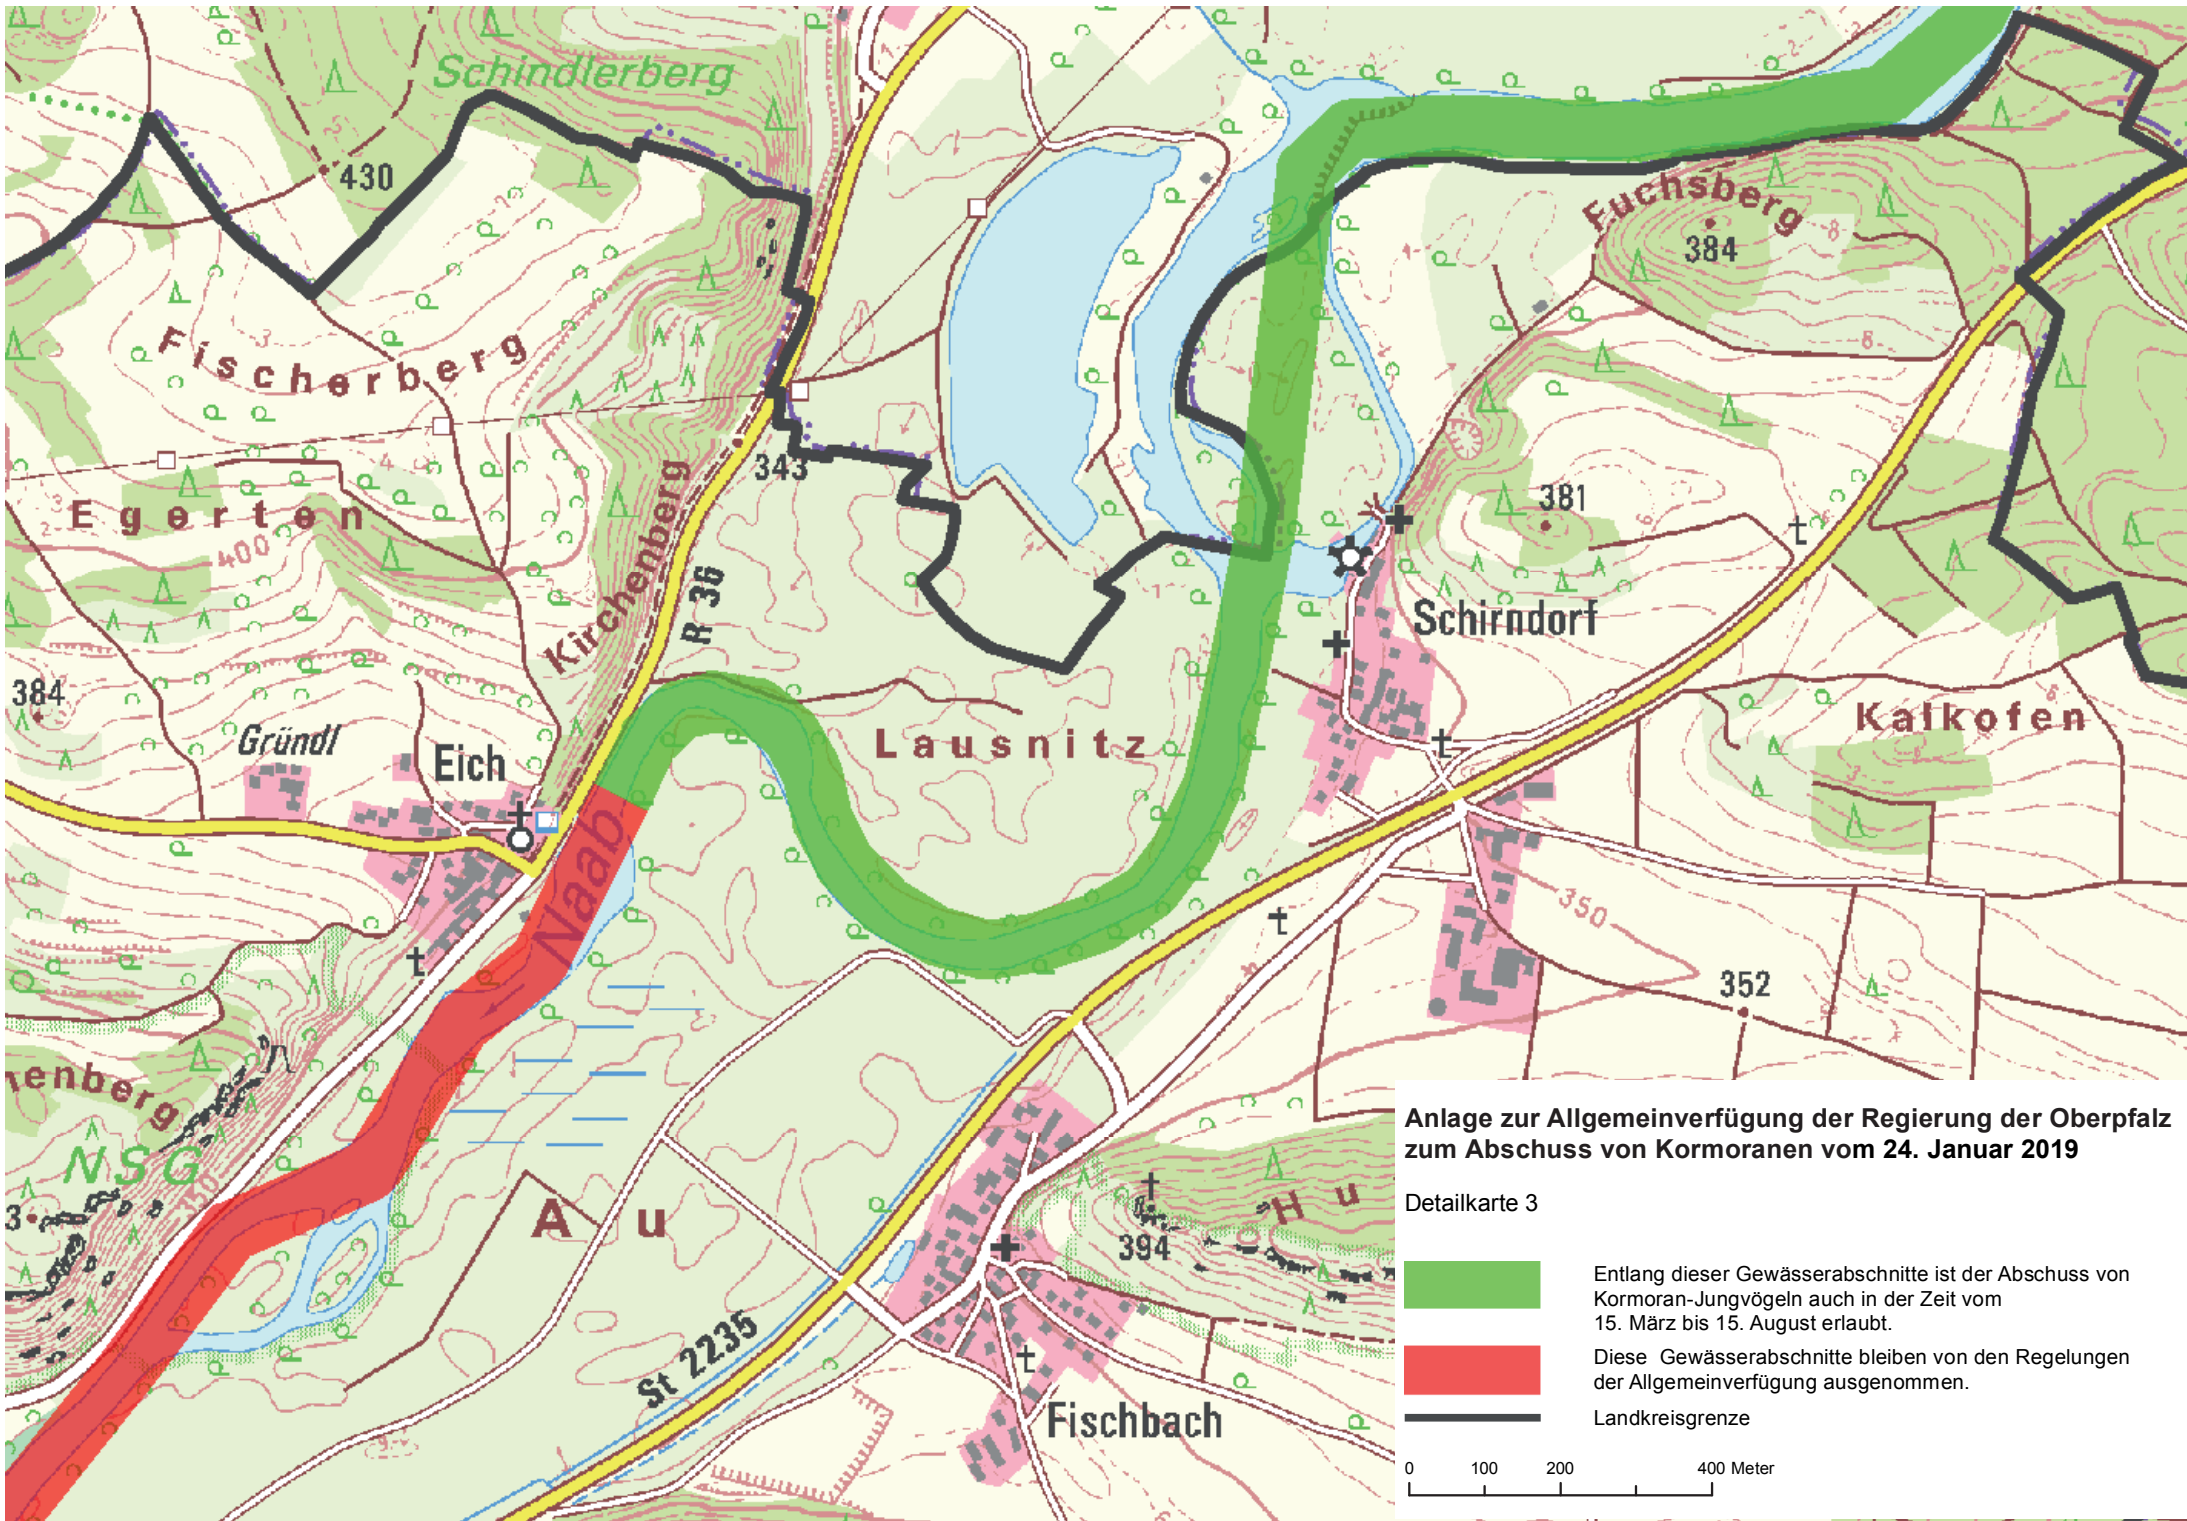 Schindlerberg
430
Fuchsberg
384
Fischerberg
343
Egerten
400
Kirchenberg
R 36
381
Schirndorf
384
Gründl
Eich
Lausnitz
Kalkofen
Naab
350
352
NSG
350
A u
H u
394
St 2235
Fischbach
Anlage zur Allgemeinverfügung der Regierung der Oberpfalz
zum Abschuss von Kormoranen vom 24. Januar 2019
Detailkarte 3
Entlang dieser Gewässerabschnitte ist der Abschuss von
Kormoran-Jungvögeln auch in der Zeit vom
15. März bis 15. August erlaubt.
Diese Gewässerabschnitte bleiben von den Regelungen
der Allgemeinverfügung ausgenommen.
Landkreisgrenze
0 100 200 400 Meter